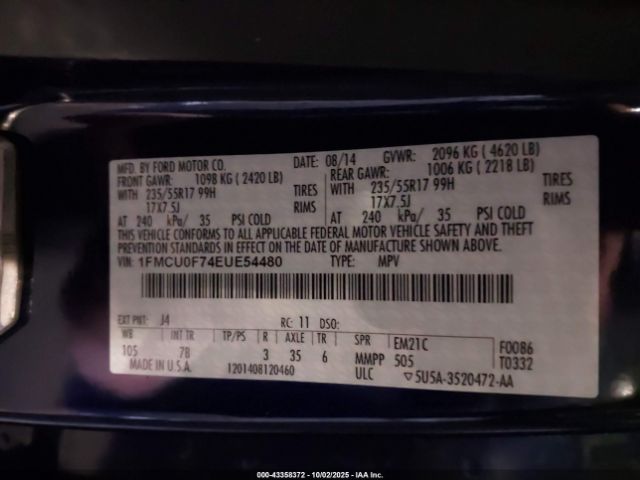 MFD. BY FORD MOTOR CO.
DATE: 08/14
GVWR: 2096 KG ( 4620 LB)
FRONT GAWR: 1098 KG ( 2420 LB)
REAR GAWR: 1006 KG ( 2218 LB)
WITH 235/55R17 99H TIRES
WITH 235/55R17 99H TIRES
17X7.5J RIMS
17X7.5J RIMS
AT 240 kPa/ 35 PSI COLD
AT 240 kPa/ 35 PSI COLD
THIS VEHICLE CONFORMS TO ALL APPLICABLE FEDERAL MOTOR VEHICLE SAFETY AND THEFT
PREVENTION STANDARDS IN EFFECT ON THE DATE OF MANUFACTURE SHOWN ABOVE.
VIN: 1FMCU0F74EUE54480
TYPE: MPV
EXT PNT: J4 RC: 11 DSO:
WB INT TR TP/PS R AXLE TR SPR EM21C F0086
105 7B 3 35 6 MMPP 505 T0332
MADE IN U.S.A. 1201408120460 ULC ▽5U5A-3520472-AA
000-43358372 | 10/02/2025 | IAA Inc.